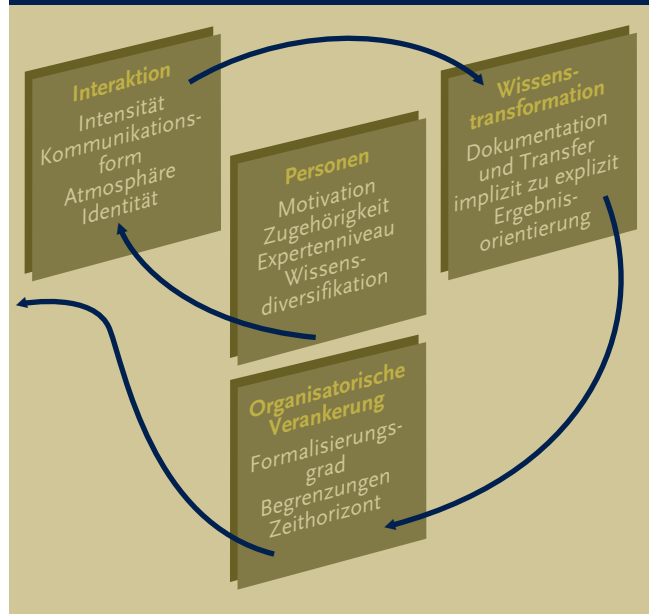 Interaktion
Intensität
Kommunikations-
form
Atmosphäre
Identität
Personen
Motivation
Zugehörigkeit
Expertenniveau
Wissens-
diversifikation
Wissens-
transformation
Dokumentation
und Transfer
implizit zu explizit
Ergebnis-
orientierung
Organisatorische
Verankerung
Formalisierungs-
grad
Begrenzungen
Zeithorizont